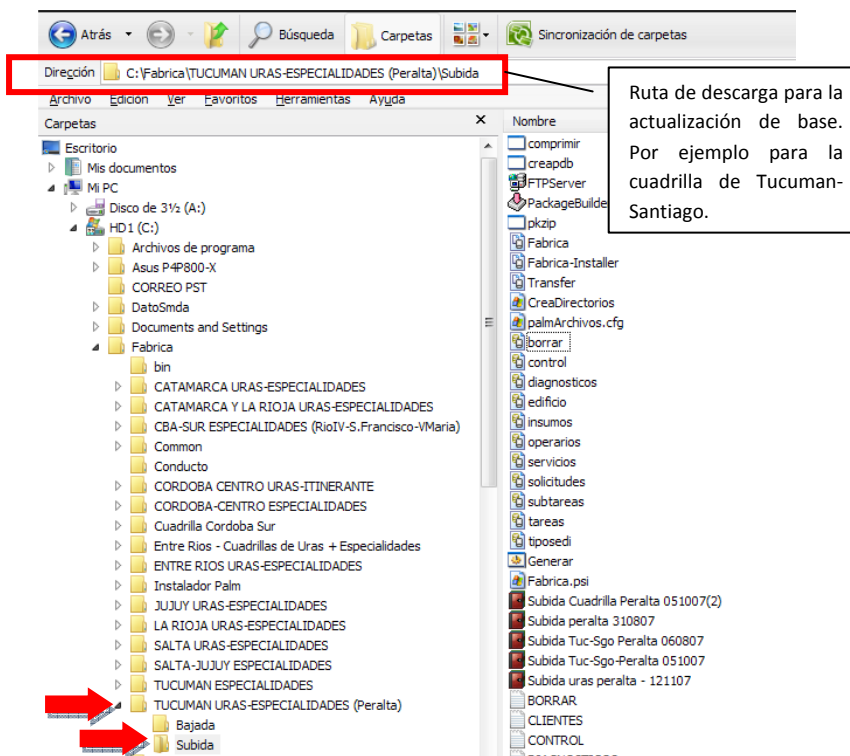 Atrás
Búsqueda
Carpetas
Sincronización de carpetas
Dirección C:\Fabrica\TUCUMAN URAS-ESPECIALIDADES (Peralta)\Subida
Archivo Edición Ver Favoritos Herramientas Ayuda
Ruta de descarga para la
actualización de base.
Por ejemplo para la
cuadrilla de Tucuman-
Santiago.
Carpetas
Escritorio
Mis documentos
Mi PC
Disco de 3½ (A:)
HD1 (C:)
Archivos de programa
Asus P4P800-X
CORREO PST
DatoSmda
Documents and Settings
Fabrica
bin
CATAMARCA URAS-ESPECIALIDADES
CATAMARCA Y LA RIOJA URAS-ESPECIALIDADES
CBA-SUR ESPECIALIDADES (RioIV-S.Francisco-VMaria)
Common
Conducto
CORDOBA CENTRO URAS-ITINERANTE
CORDOBA-CENTRO ESPECIALIDADES
Cuadrilla Cordoba Sur
Entre Rios - Cuadrillas de Uras + Especialidades
ENTRE RIOS URAS-ESPECIALIDADES
Instalador Palm
JUJUY URAS-ESPECIALIDADES
LA RIOJA URAS-ESPECIALIDADES
SALTA URAS-ESPECIALIDADES
SALTA-JUJUY ESPECIALIDADES
TUCUMAN ESPECIALIDADES
TUCUMAN URAS-ESPECIALIDADES (Peralta)
Bajada
Subida
Nombre
comprimir
creapdb
FTPServer
PackageBuilde
pkzip
Fabrica
Fabrica-Installer
Transfer
CreaDirectorios
palmArchivos.cfg
borrar
control
diagnosticos
edificio
insumos
operarios
servicios
solicitudes
subtareas
tareas
tiposedi
Generar
Fabrica.psi
Subida Cuadrilla Peralta 051007(2)
Subida peralta 310807
Subida Tuc-Sgo Peralta 060807
Subida Tuc-Sgo-Peralta 051007
Subida uras peralta - 121107
BORRAR
CLIENTES
CONTROL